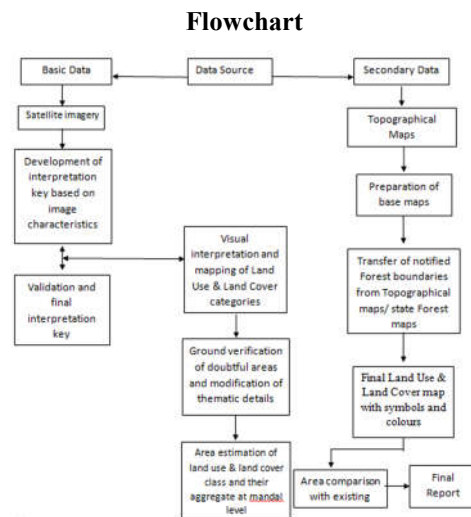 Flowchart
Basic Data
Data Source
Secondary Data
Satellite imagery
Topographical
Maps
Development of
interpretation
key based on
image
characteristics
Preparation of
base maps
Visual
interpretation and
mapping of Land
Use & Land Cover
categories
Validation and
final
interpretation
key
Transfer of notified
Forest boundaries
from Topographical
maps/ state Forest
maps
Ground verification
of doubtful areas
and modification of
thematic details
Final Land Use &
Land Cover map
with symbols and
colours
Area estimation of
land use & land cover
class and their
aggregate at mandal
level
Area comparison
with existing
Final
Report